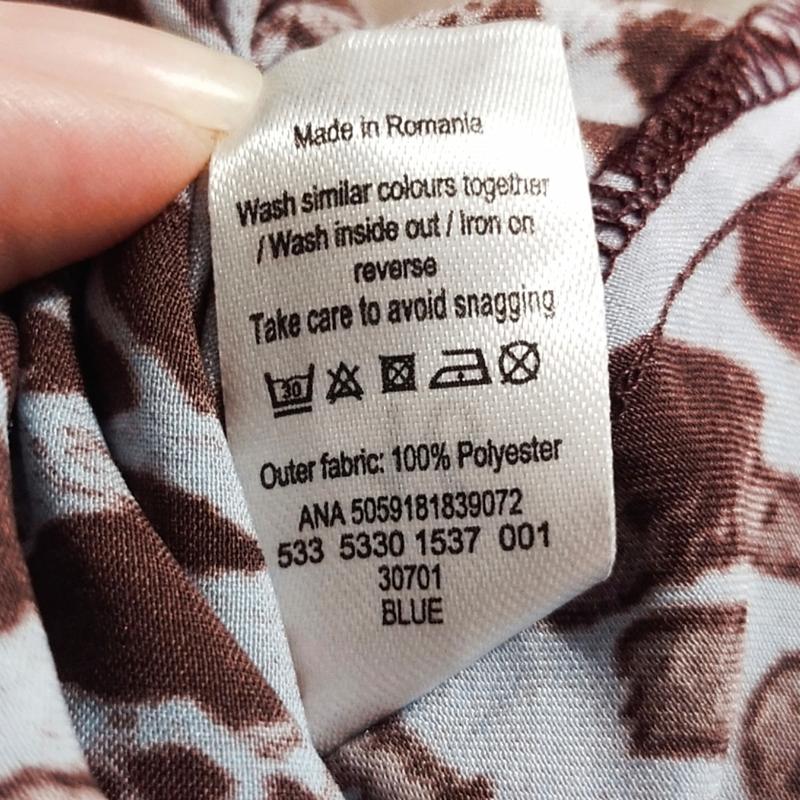 Made in Romania
Wash similar colours together
/ Wash inside out / Iron on
reverse
Take care to avoid snagging
30
Outer fabric: 100% Polyester
ANA 5059181839072
533 5330 1537 001
30701
BLUE